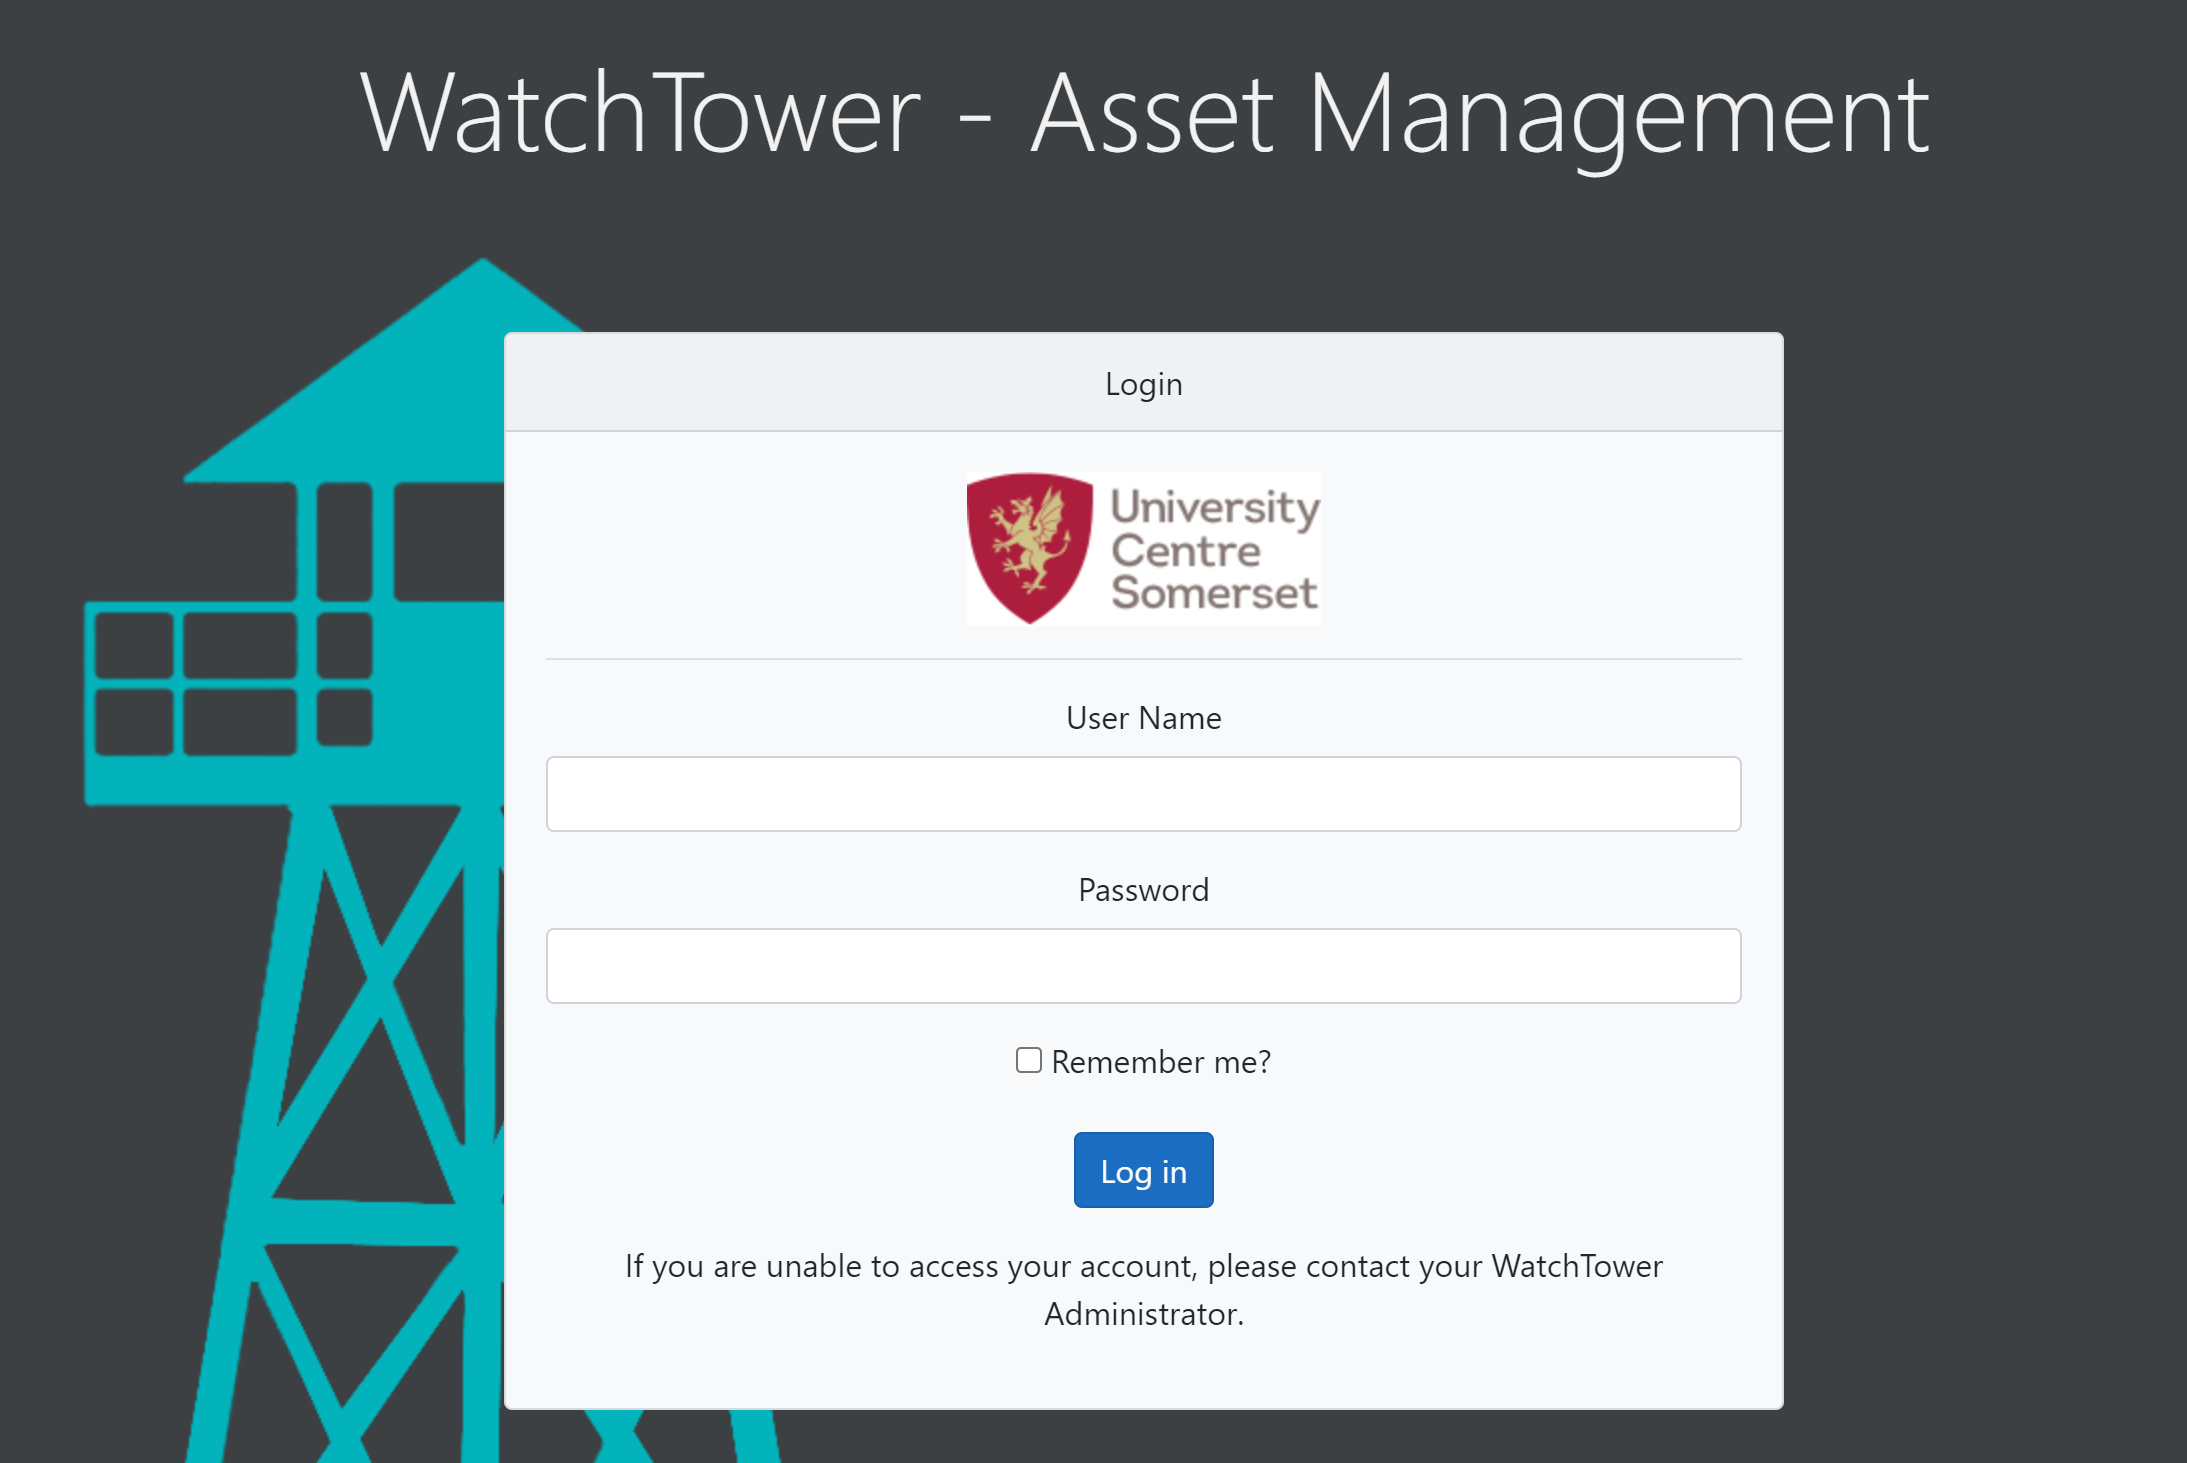 WatchTower - Asset Management
Login
University
Centre
Somerset
User Name
Password
Remember me?
Log in
If you are unable to access your account, please contact your WatchTower
Administrator.